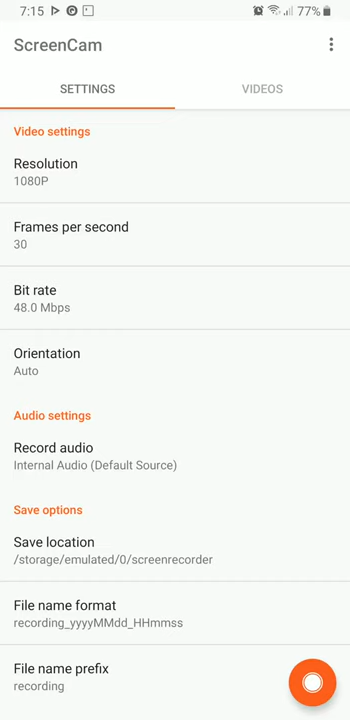 7:15
77%
ScreenCam
SETTINGS
VIDEOS
Video settings
Resolution
1080P
Frames per second
30
Bit rate
48.0 Mbps
Orientation
Auto
Audio settings
Record audio
Internal Audio (Default Source)
Save options
Save location
/storage/emulated/0/screenrecorder
File name format
recording_yyyyMMdd_HHmmss
File name prefix
recording